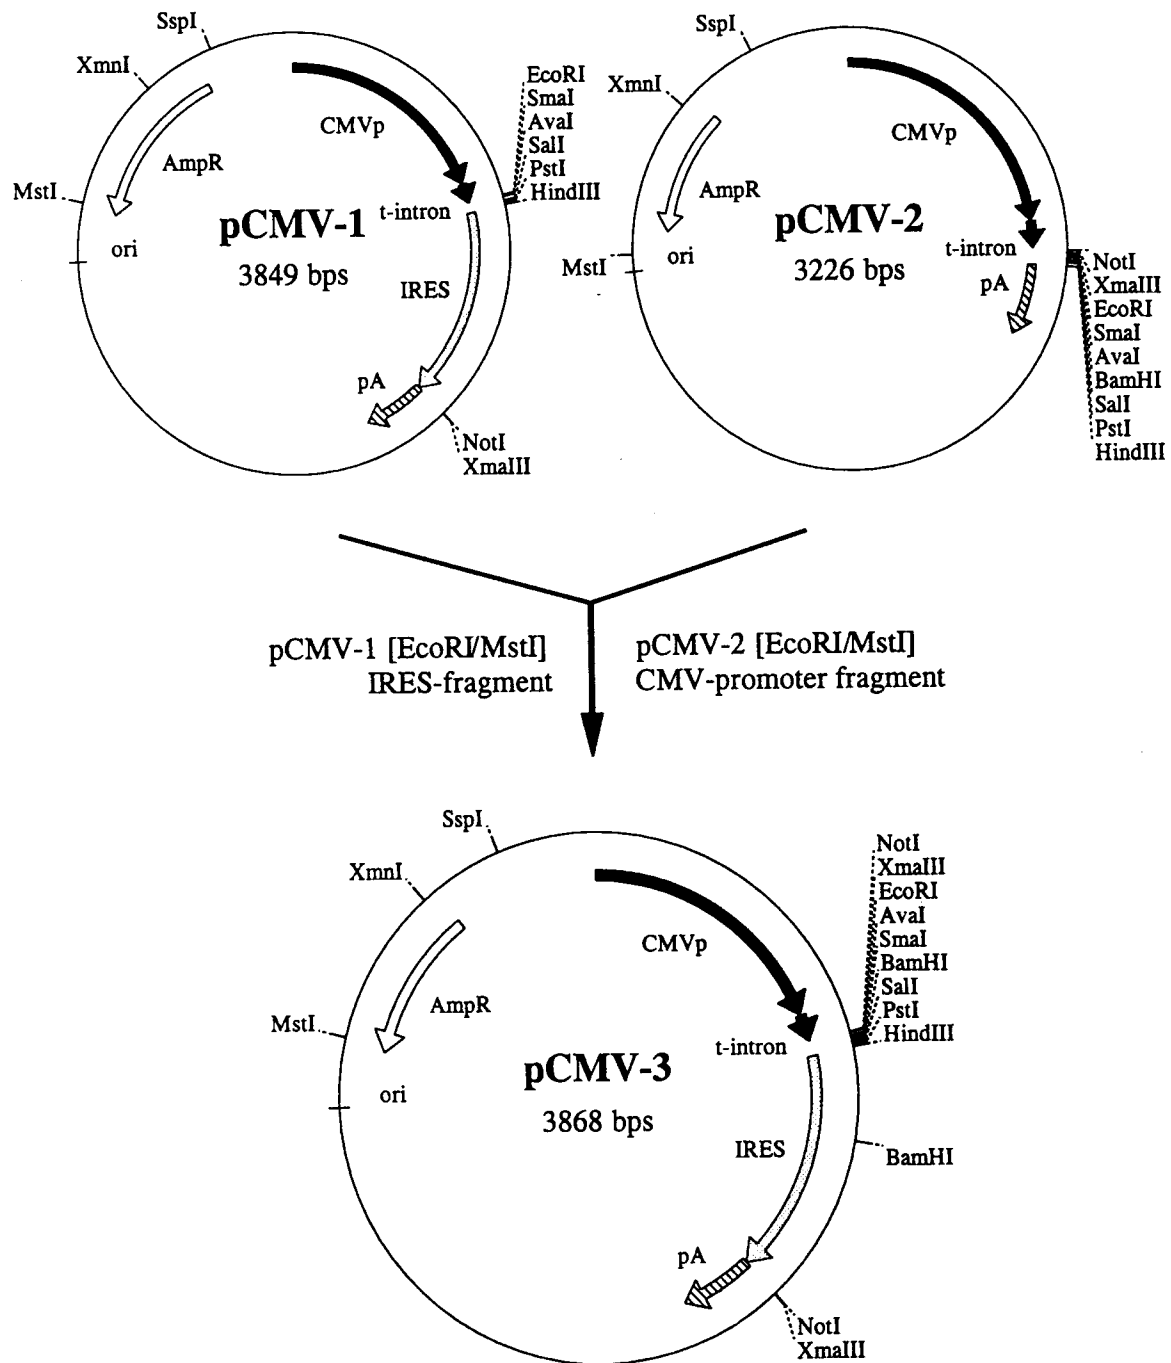 SspI
XmnI
MstI
AmpR
ori
CMVp
t-intron
pCMV-1
3849 bps
IRES
pA
EcoRI
SmaI
AvaI
SalI
PstI
HindIII
NotI
XmaIII
SspI
XmnI
MstI
AmpR
ori
CMVp
t-intron
pCMV-2
3226 bps
pA
NotI
XmaIII
EcoRI
SmaI
AvaI
BamHI
SalI
PstI
HindIII
pCMV-1 [EcoRI/MstI]
IRES-fragment
pCMV-2 [EcoRI/MstI]
CMV-promoter fragment
SspI
XmnI
MstI
AmpR
ori
CMVp
t-intron
pCMV-3
3868 bps
IRES
pA
NotI
XmaIII
EcoRI
AvaI
SmaI
BamHI
SalI
PstI
HindIII
BamHI
NotI
XmaIII